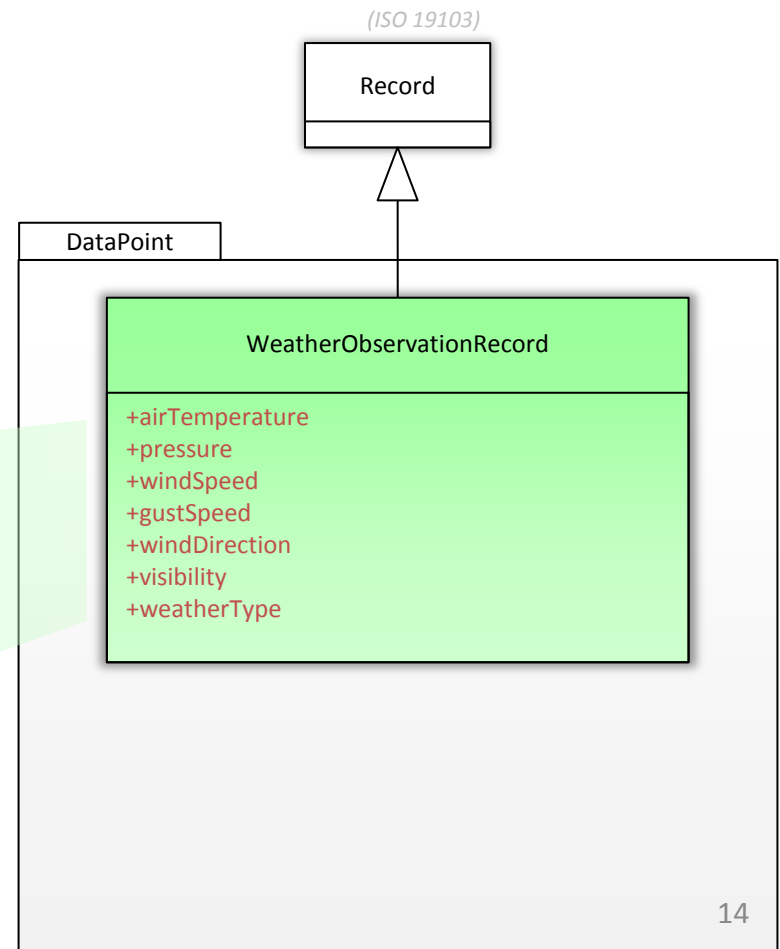 (ISO 19103)
Record
DataPoint
WeatherObservationRecord
+airTemperature
+pressure
+windSpeed
+gustSpeed
+windDirection
+visibility
+weatherType
14